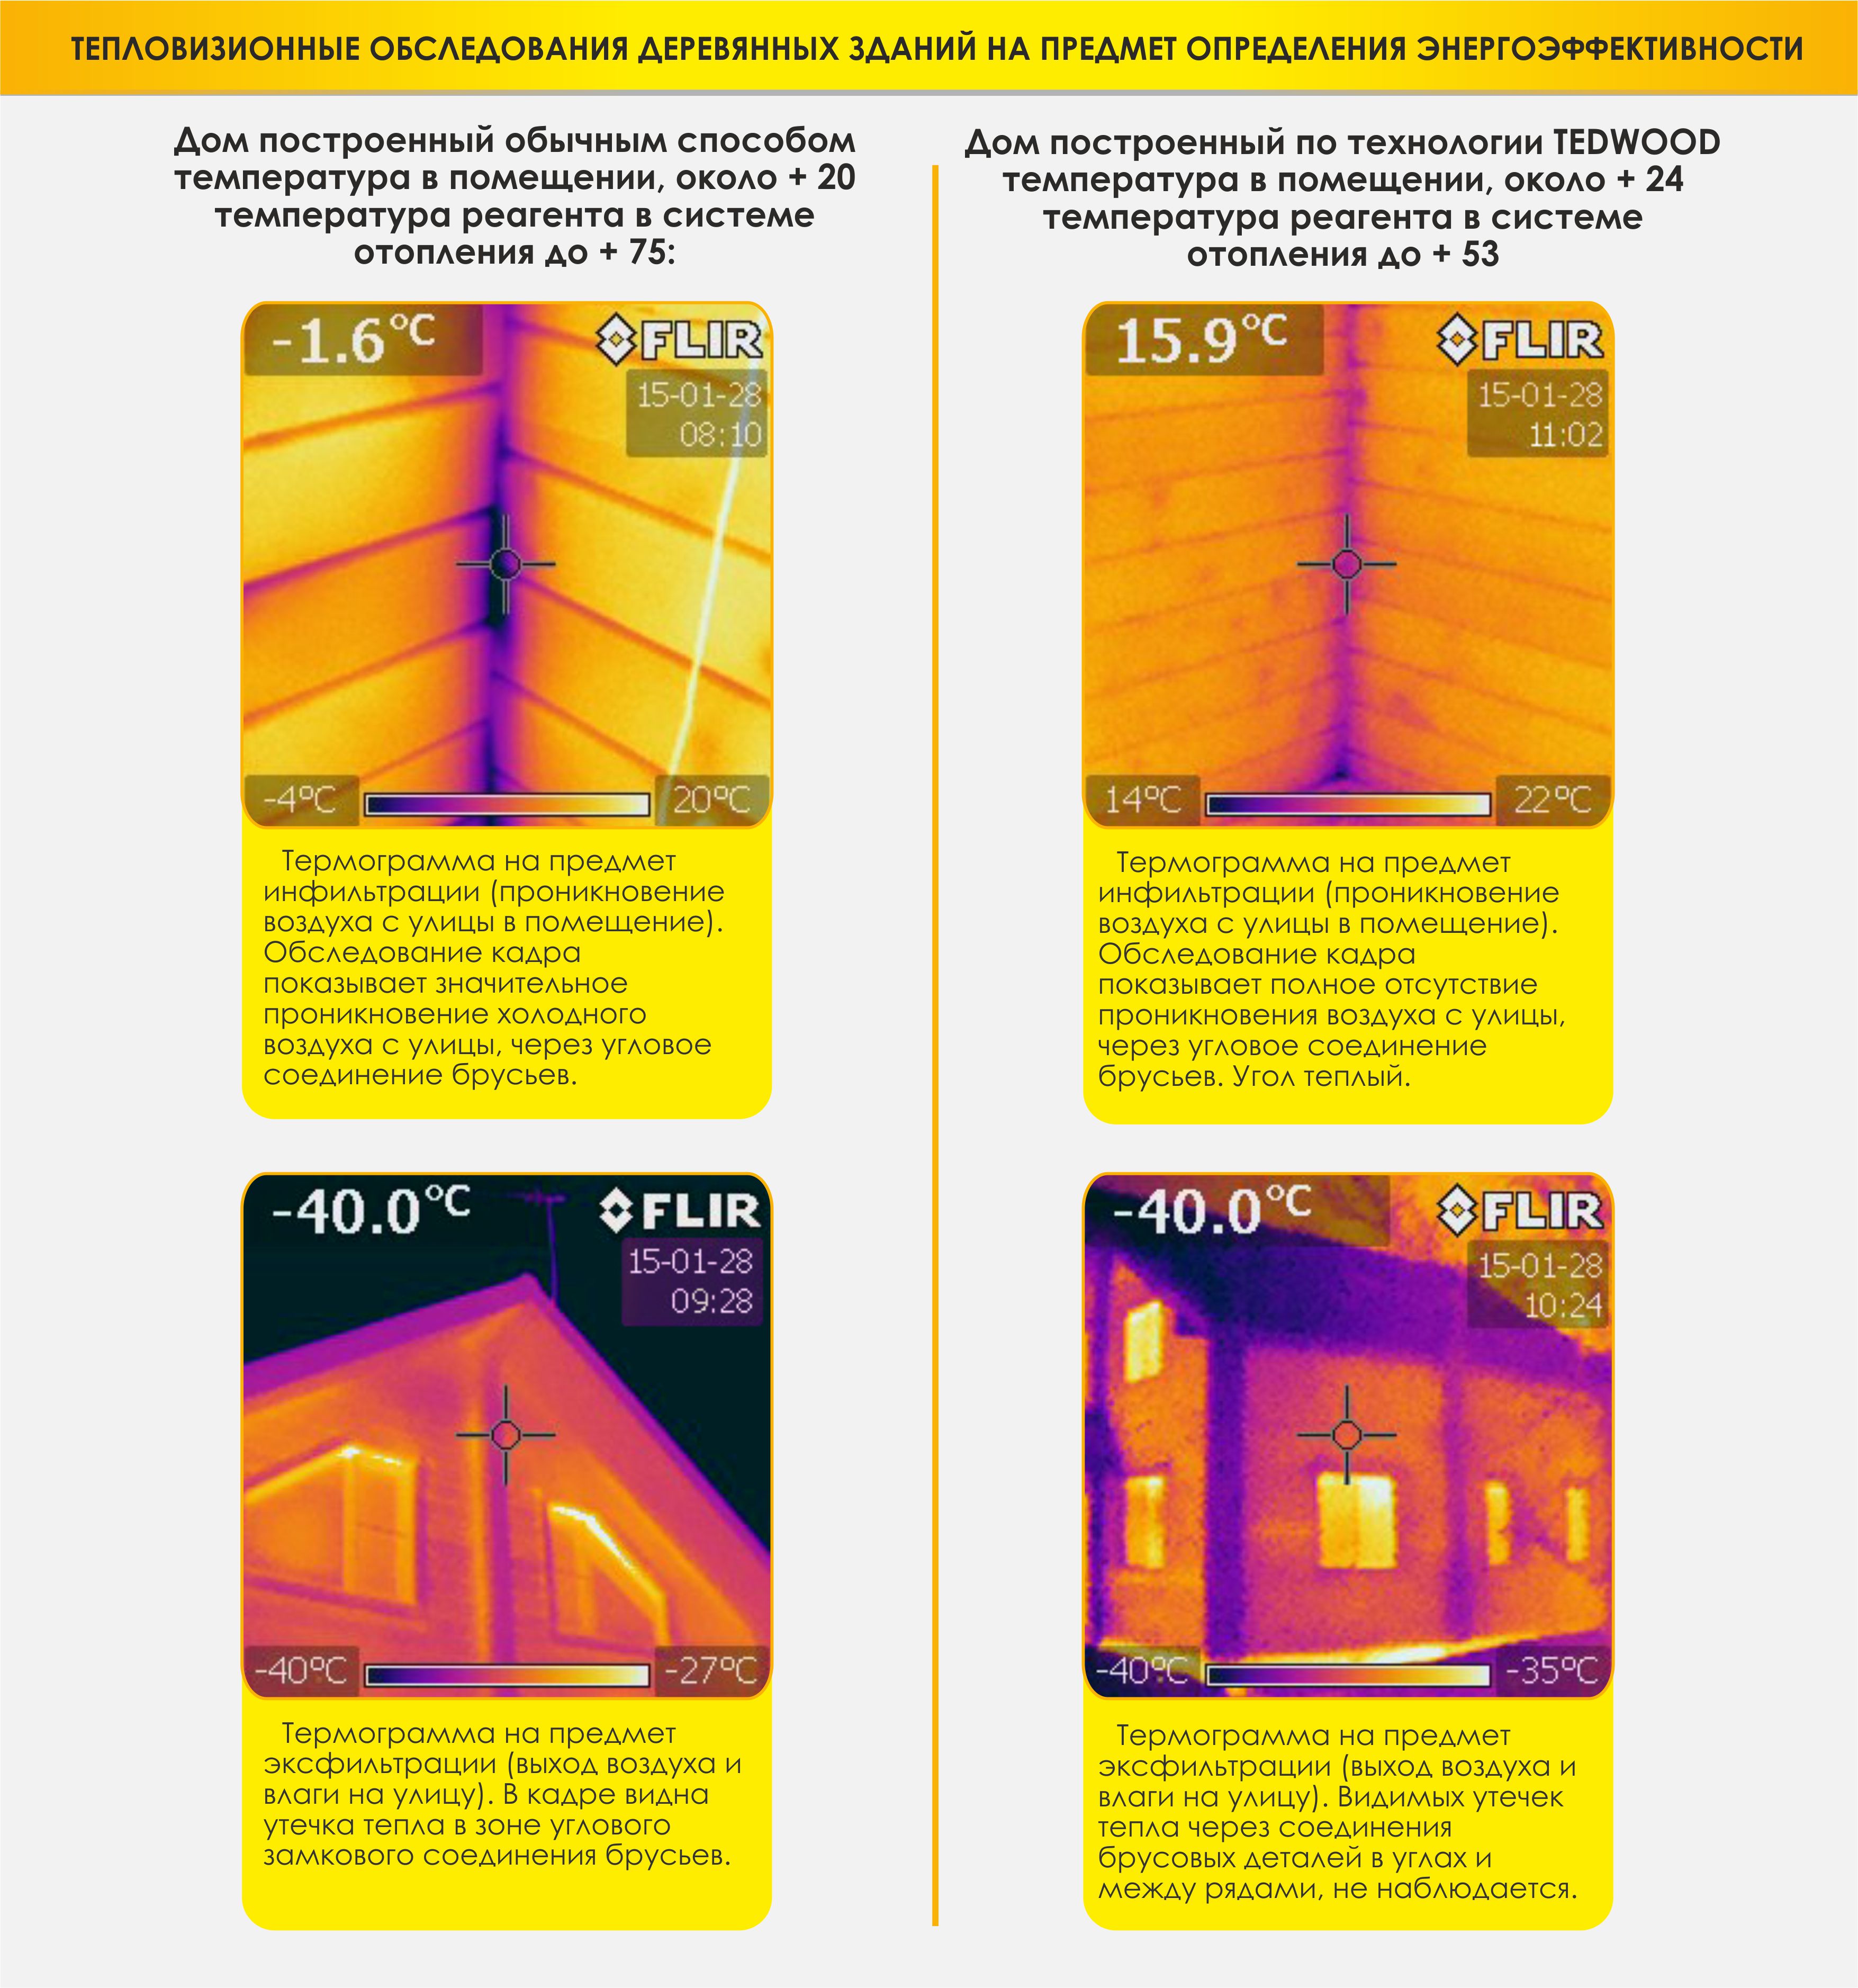 ТЕПЛОВИЗИОННЫЕ ОБСЛЕДОВАНИЯ ДЕРЕВЯННЫХ ЗДАНИЙ НА ПРЕДМЕТ ОПРЕДЕЛЕНИЯ ЭНЕРГОЭФФЕКТИВНОСТИ
Дом построенный обычным способом
температура в помещении, около + 20
температура реагента в системе
отопления до + 75:
-1.6°C
FLIR
15-01-28
08:10
-4°C
20°C
Термограмма на предмет
инфильтрации (проникновение
воздуха с улицы в помещение).
Обследование кадра
показывает значительное
проникновение холодного
воздуха с улицы, через угловое
соединение брусьев.
-40.0°C
FLIR
15-01-28
09:28
-40°C
-27°C
Термограмма на предмет
эксфильтрации (выход воздуха и
влаги на улицу). В кадре видна
утечка тепла в зоне углового
замкового соединения брусьев.
Дом построенный по технологии TEDWOOD
температура в помещении, около + 24
температура реагента в системе
отопления до + 53
15.9°C
FLIR
15-01-28
11:02
14°C
22°C
Термограмма на предмет
инфильтрации (проникновение
воздуха с улицы в помещение).
Обследование кадра
показывает полное отсутствие
проникновения воздуха с улицы,
через угловое соединение
брусьев. Угол теплый.
-40.0°C
FLIR
15-01-28
10:24
-40°C
-35°C
Термограмма на предмет
эксфильтрации (выход воздуха и
влаги на улицу). Видимых утечек
тепла через соединения
брусовых деталей в углах и
между рядами, не наблюдается.